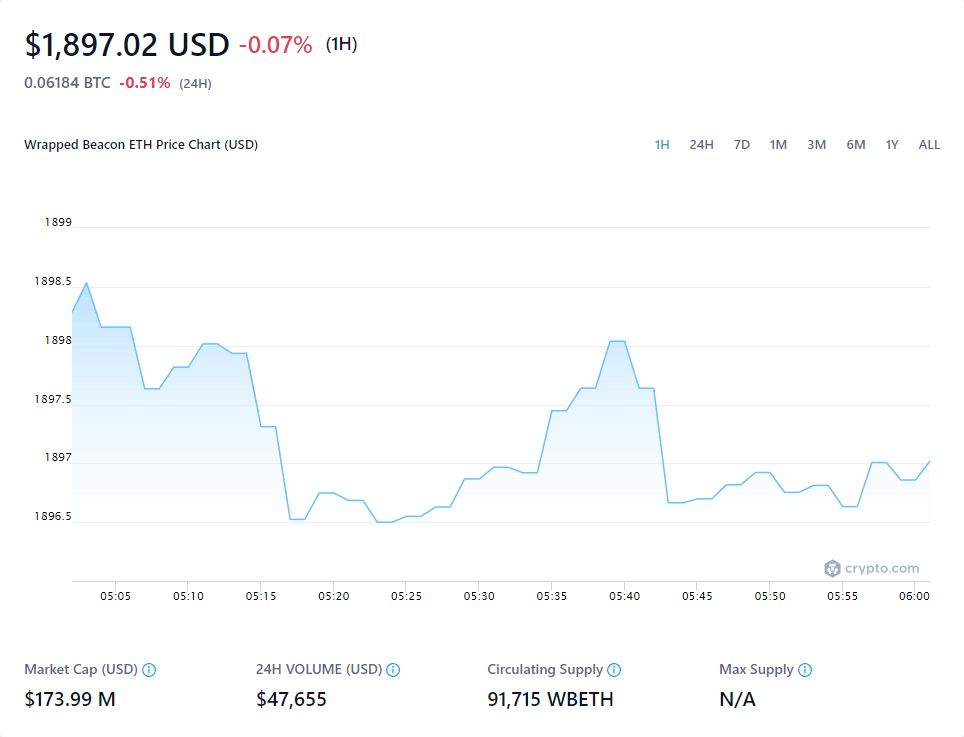 $1,897.02 USD -0.07% (1H)
0.06184 BTC -0.51% (24H)
Wrapped Beacon ETH Price Chart (USD)
1H 24H 7D 1M 3M 6M 1Y ALL
1899
1898.5
1898
1897.5
1897
1896.5
crypto.com
05:05 05:10 05:15 05:20 05:25 05:30 05:35 05:40 05:45 05:50 05:55 06:00
Market Cap (USD) 24H VOLUME (USD) Circulating Supply Max Supply
$173.99 M $47,655 91,715 WBETH N/A